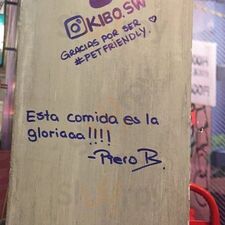 @KIBO.SW
GRACIAS POR SER
#PETFRIENDLY.
Esta comida es la
gloriaaa!!!!
-Piero B.